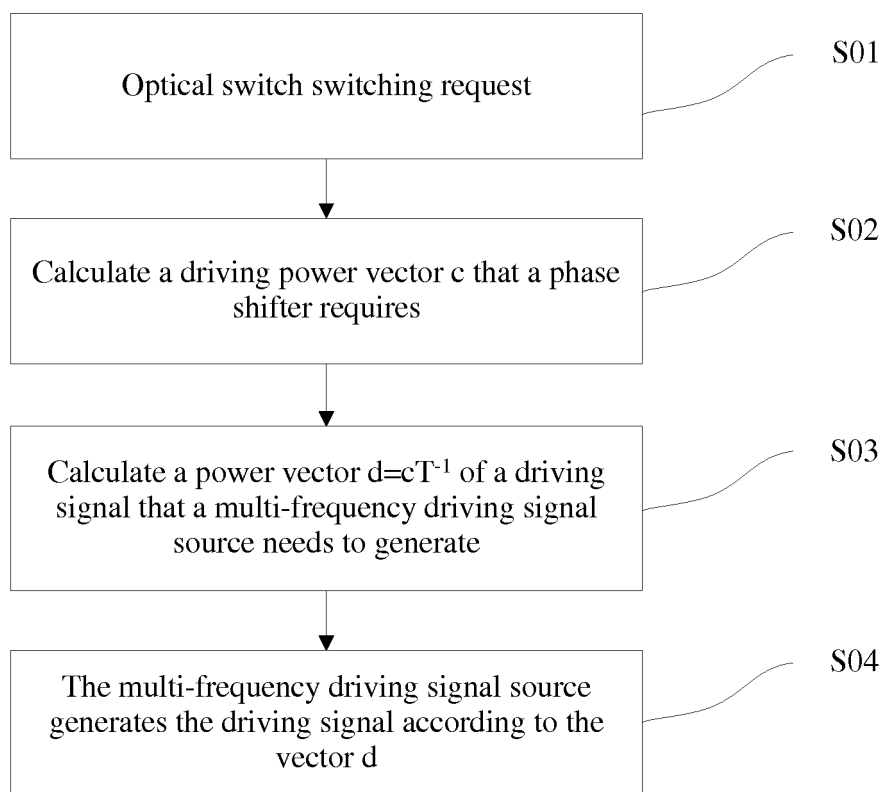 Optical switch switching request
S01
Calculate a driving power vector c that a phase
shifter requires
S02
Calculate a power vector d=cT⁻¹ of a driving
signal that a multi-frequency driving signal
source needs to generate
S03
The multi-frequency driving signal source
generates the driving signal according to the
vector d
S04